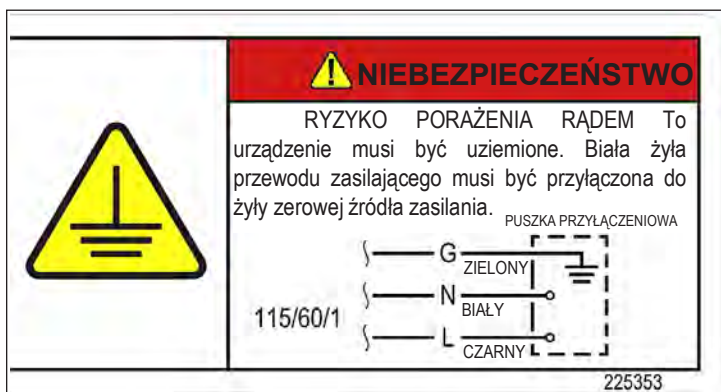 NIEBEZPIECZEŃSTWO
RYZYKO PORAŻENIA RĄDEM To
urządzenie musi być uziemione. Biała żyła
przewodu zasilającego musi być przyłączona do
żyły zerowej źródła zasilania.
PUSZKA PRZYŁĄCZENIOWA
G
ZIELONY
N
BIAŁY
115/60/1
L
CZARNY
225353